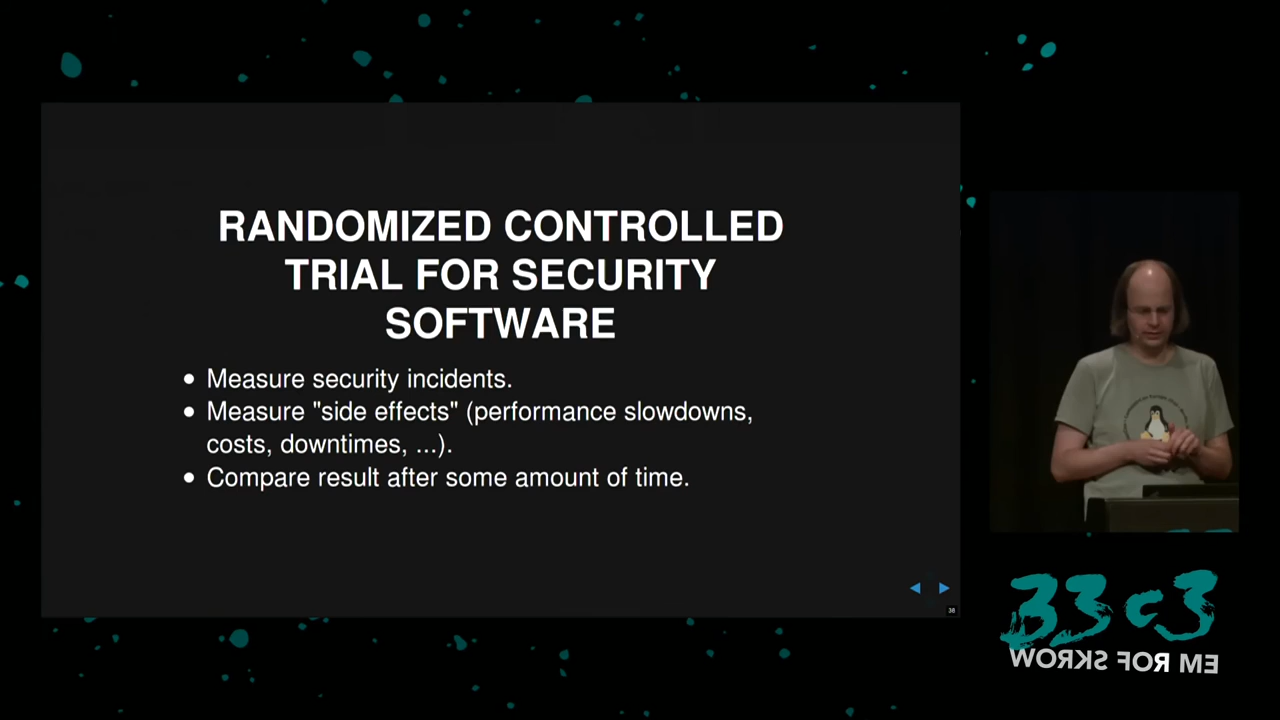 RANDOMIZED CONTROLLED
TRIAL FOR SECURITY
SOFTWARE
Measure security incidents.
Measure "side effects" (performance slowdowns,
costs, downtimes, ...).
Compare result after some amount of time.
33c3
WORKS FOR ME